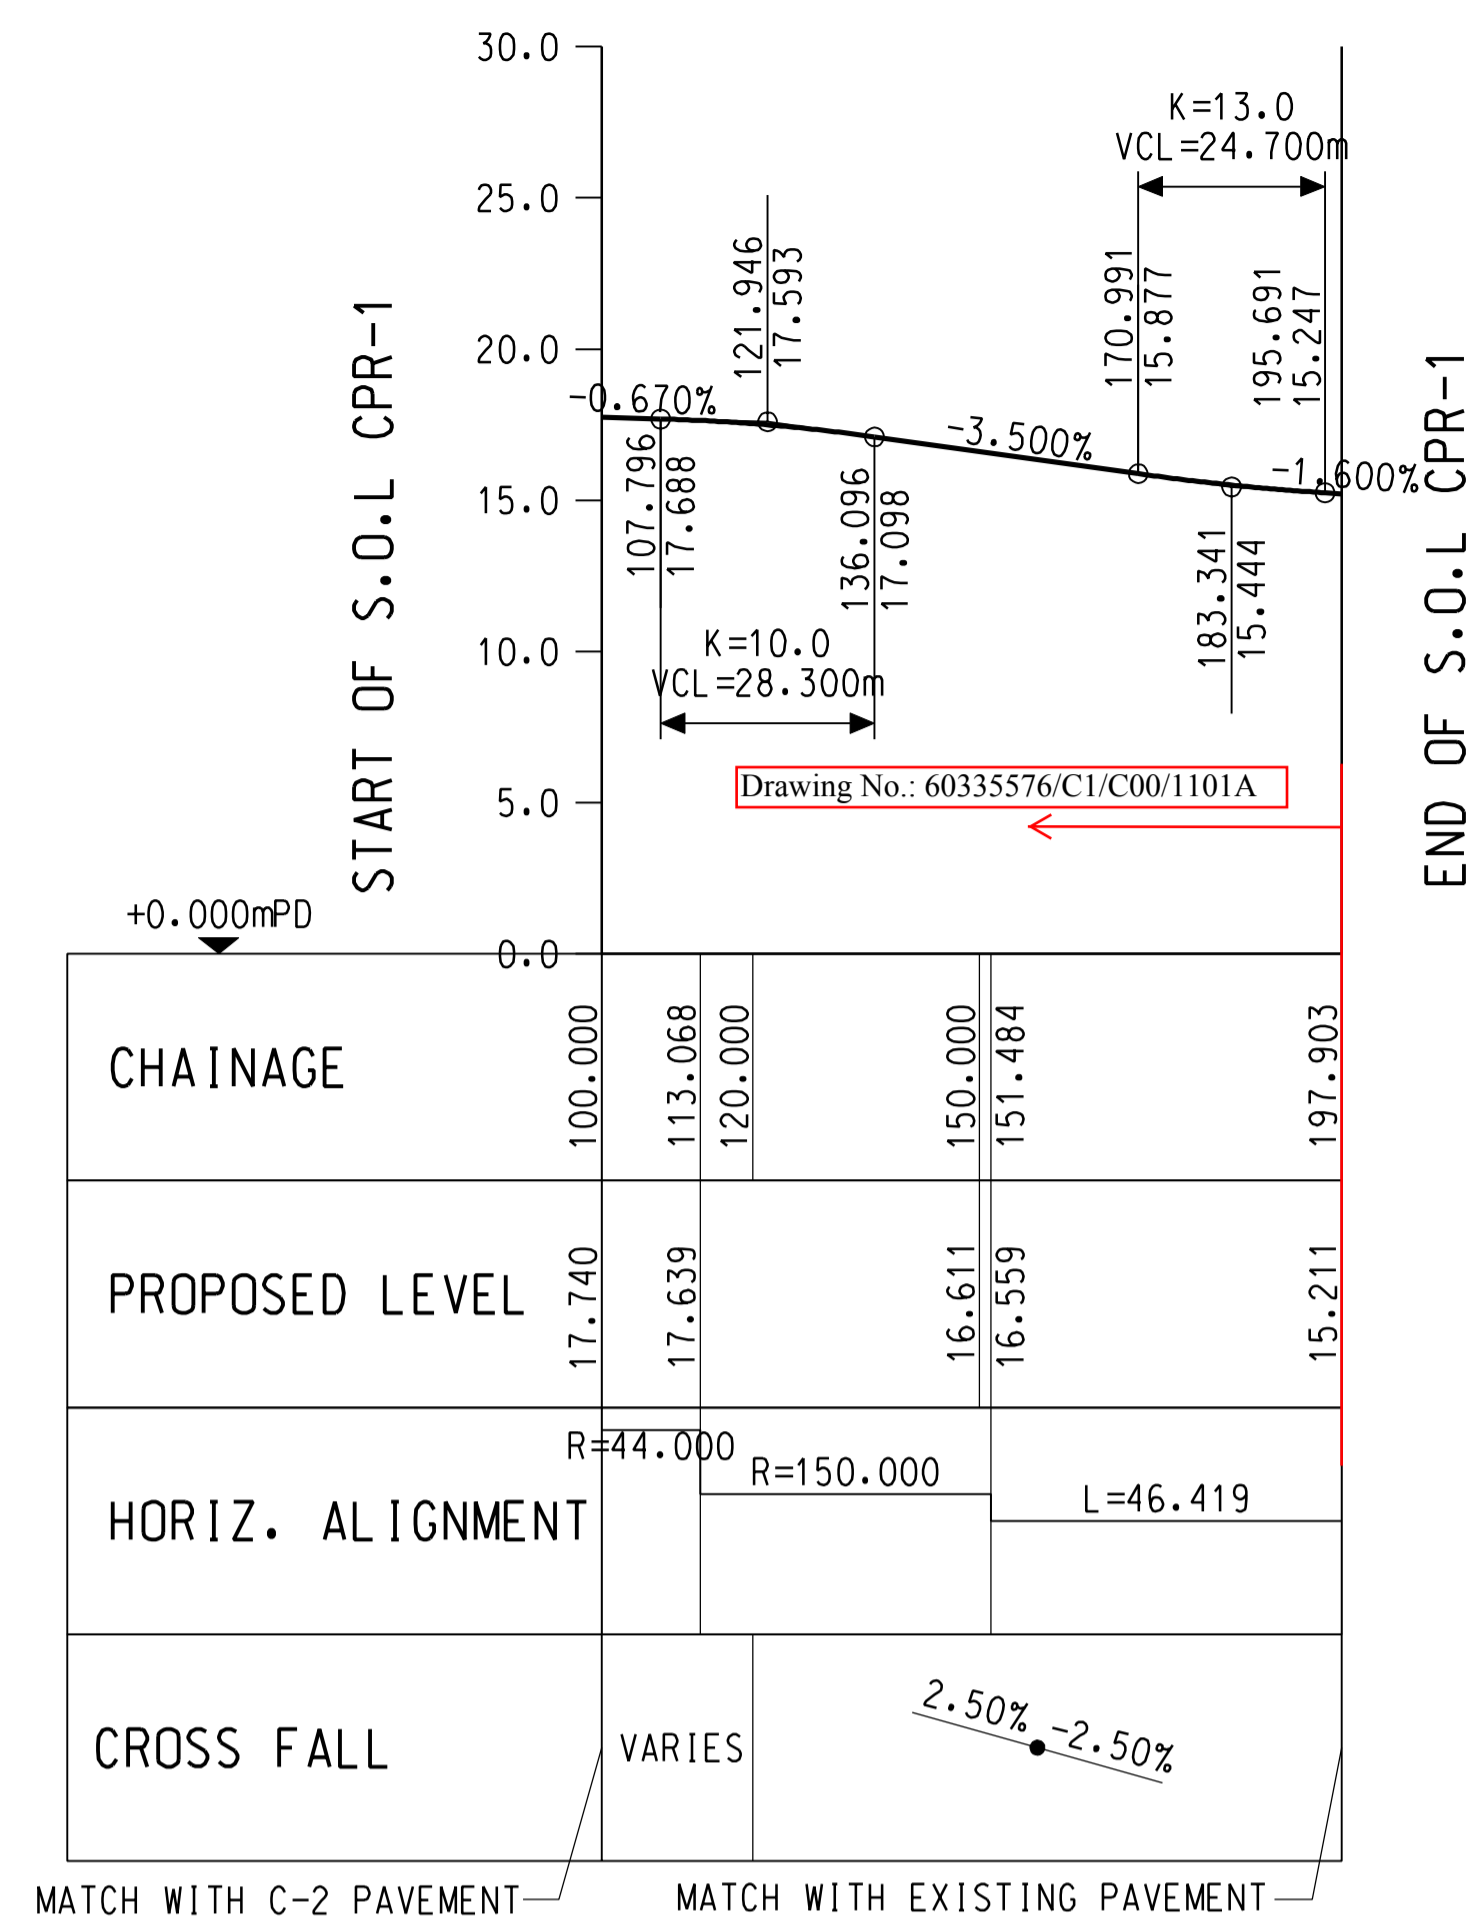 30.0
K=13.0
VCL=24.700m
25.0
121.946
17.593
170.991
15.877
195.691
15.247
20.0
-0.670%
-3.500%
-1.600%
START OF S.O.L CPR-1
END OF S.O.L CPR-1
15.0
107.796
17.688
136.096
17.098
183.341
15.444
10.0
K=10.0
VCL=28.300m
Drawing No.: 60335576/C1/C00/1101A
5.0
+0.000mPD
0.0
CHAINAGE
100.000
113.068
120.000
150.000
151.484
197.903
PROPOSED LEVEL
17.740
17.639
16.611
16.559
15.211
HORIZ. ALIGNMENT
R=44.000
R=150.000
L=46.419
CROSS FALL
VARIES
2.50% -2.50%
MATCH WITH C-2 PAVEMENT
MATCH WITH EXISTING PAVEMENT